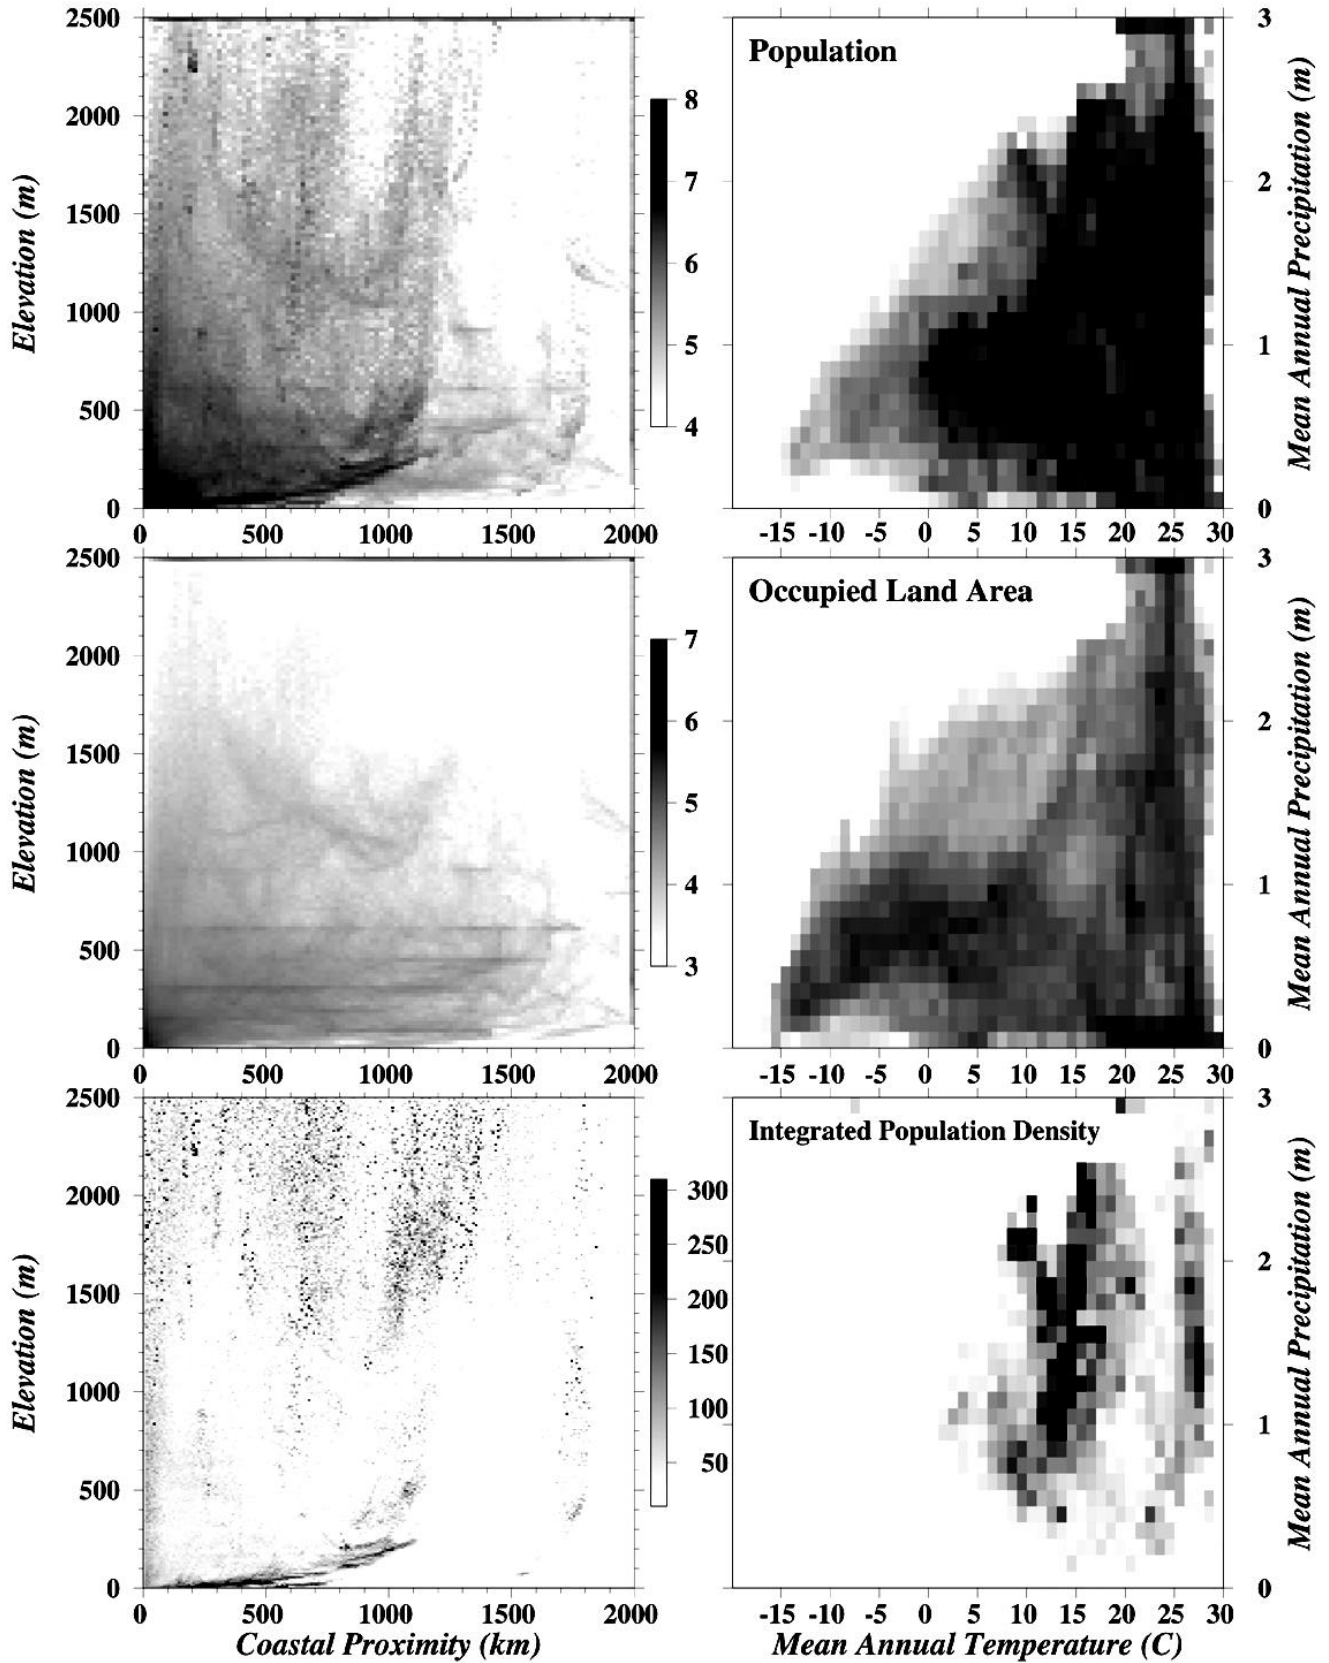 2500
2000
1500
1000
500
0
Elevation (m)
0 500 1000 1500 2000
8
7
6
5
4
Population
3
2
1
0
Mean Annual Precipitation (m)
-15 -10 -5 0 5 10 15 20 25 30
2500
2000
1500
1000
500
0
Elevation (m)
0 500 1000 1500 2000
7
6
5
4
3
Occupied Land Area
3
2
1
0
Mean Annual Precipitation (m)
-15 -10 -5 0 5 10 15 20 25 30
2500
2000
1500
1000
500
0
Elevation (m)
0 500 1000 1500 2000
Coastal Proximity (km)
300
250
200
150
100
50
Integrated Population Density
3
2
1
0
Mean Annual Precipitation (m)
-15 -10 -5 0 5 10 15 20 25 30
Mean Annual Temperature (C)